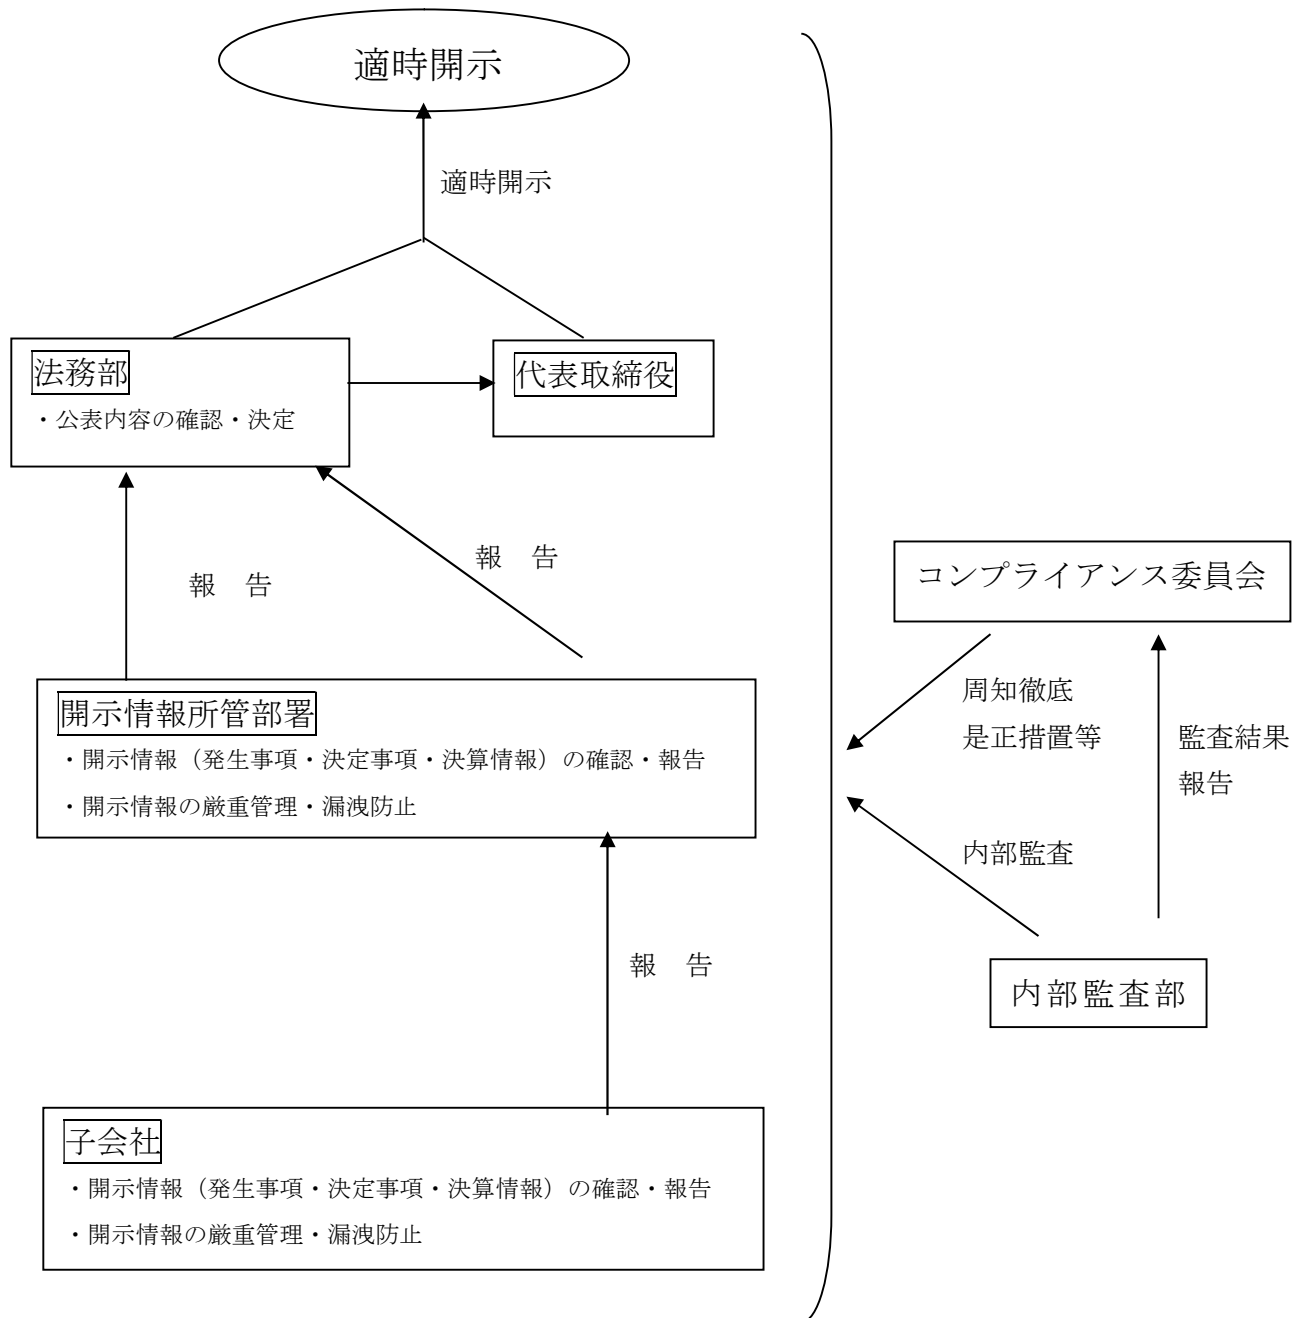 適時開示
適時開示
法務部
・公表内容の確認・決定
代表取締役
報　告
報　告
開示情報所管部署
・開示情報（発生事項・決定事項・決算情報）の確認・報告
・開示情報の厳重管理・漏洩防止
報　告
子会社
・開示情報（発生事項・決定事項・決算情報）の確認・報告
・開示情報の厳重管理・漏洩防止
コンプライアンス委員会
周知徹底
是正措置等
監査結果
報告
内部監査
内部監査部